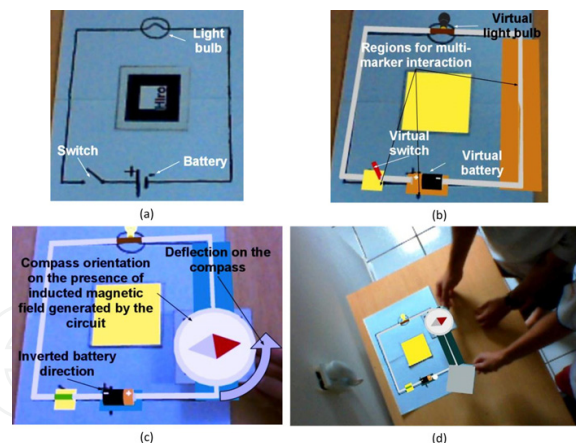 Light
bulb
Hiro
Switch
Battery
(a)
Virtual
light bulb
Regions for multi-
marker interaction
Virtual
switch
Virtual
battery
(b)
Compass orientation
on the presence of
inducted magnetic
field generated by the
circuit
Deflection on the
compass
Inverted battery
direction
(c)
(d)